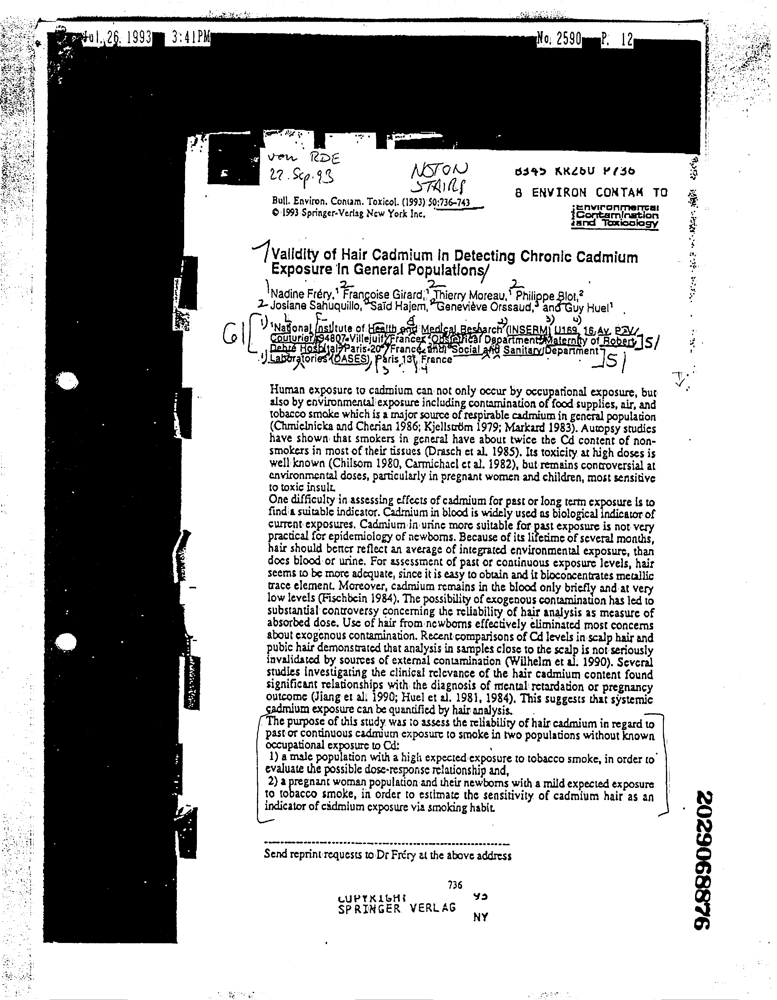 Jul. 26. 1993 3:41PM No. 2590 P. 12
von RDE
22. Sep. 93
NOTON
STAIRS
8 ENVIRON CONTAM TO
Bull. Environ. Contam. Toxicol. (1993) 50:736-743
© 1993 Springer-Verlag New York Inc.
Environmental
Contamination
and Toxicology
Validity of Hair Cadmium in Detecting Chronic Cadmium
Exposure in General Populations
Nadine Fréry,¹ Françoise Girard,² Thierry Moreau,¹ Philippe Blot,²
Josiane Sahuquillo, Saïd Hajem, Geneviève Orssaud,³ and Guy Huel¹
¹National Institute of Health and Medical Research (INSERM) U169, 16 Av. P.V.
Couturier, 94807 Villejuif, France, ²Obstetrical Department, Maternity of Robert
Debré Hospital, Paris-20, France, and ³Social and Sanitary Department
Laboratories (OASES), Paris 13, France
Human exposure to cadmium can not only occur by occupational exposure, but
also by environmental exposure including contamination of food supplies, air, and
tobacco smoke which is a major source of respirable cadmium in general population
(Chmielnicka and Cherian 1986; Kjellström 1979; Markard 1983). Autopsy studies
have shown that smokers in general have about twice the Cd content of non-
smokers in most of their tissues (Drasch et al. 1985). Its toxicity at high doses is
well known (Chilsom 1980, Carmichael et al. 1982), but remains controversial at
environmental doses, particularly in pregnant women and children, most sensitive
to toxic insult.
One difficulty in assessing effects of cadmium for past or long term exposure is to
find a suitable indicator. Cadmium in blood is widely used as biological indicator of
current exposures. Cadmium in urine more suitable for past exposure is not very
practical for epidemiology of newborns. Because of its lifetime of several months,
hair should better reflect an average of integrated environmental exposure, than
does blood or urine. For assessment of past or continuous exposure levels, hair
seems to be more adequate, since it is easy to obtain and it bioconcentrates metallic
trace element. Moreover, cadmium remains in the blood only briefly and at very
low levels (Fischbein 1984). The possibility of exogenous contamination has led to
substantial controversy concerning the reliability of hair analysis as measure of
absorbed dose. Use of hair from newborns effectively eliminated most concerns
about exogenous contamination. Recent comparisons of Cd levels in scalp hair and
pubic hair demonstrated that analysis in samples close to the scalp is not seriously
invalidated by sources of external contamination (Wilhelm et al. 1990). Several
studies investigating the clinical relevance of the hair cadmium content found
significant relationships with the diagnosis of mental retardation or pregnancy
outcome (Jiang et al. 1990; Huel et al. 1981, 1984). This suggests that systemic
cadmium exposure can be quantified by hair analysis.
The purpose of this study was to assess the reliability of hair cadmium in regard to
past or continuous cadmium exposure to smoke in two populations without known
occupational exposure to Cd:
1) a male population with a high expected exposure to tobacco smoke, in order to
evaluate the possible dose-response relationship and,
2) a pregnant woman population and their newborns with a mild expected exposure
to tobacco smoke, in order to estimate the sensitivity of cadmium hair as an
indicator of cadmium exposure via smoking habit.
Send reprint requests to Dr Fréry at the above address
736
COPYRIGHT 93
SPRINGER VERLAG NY
2029068876